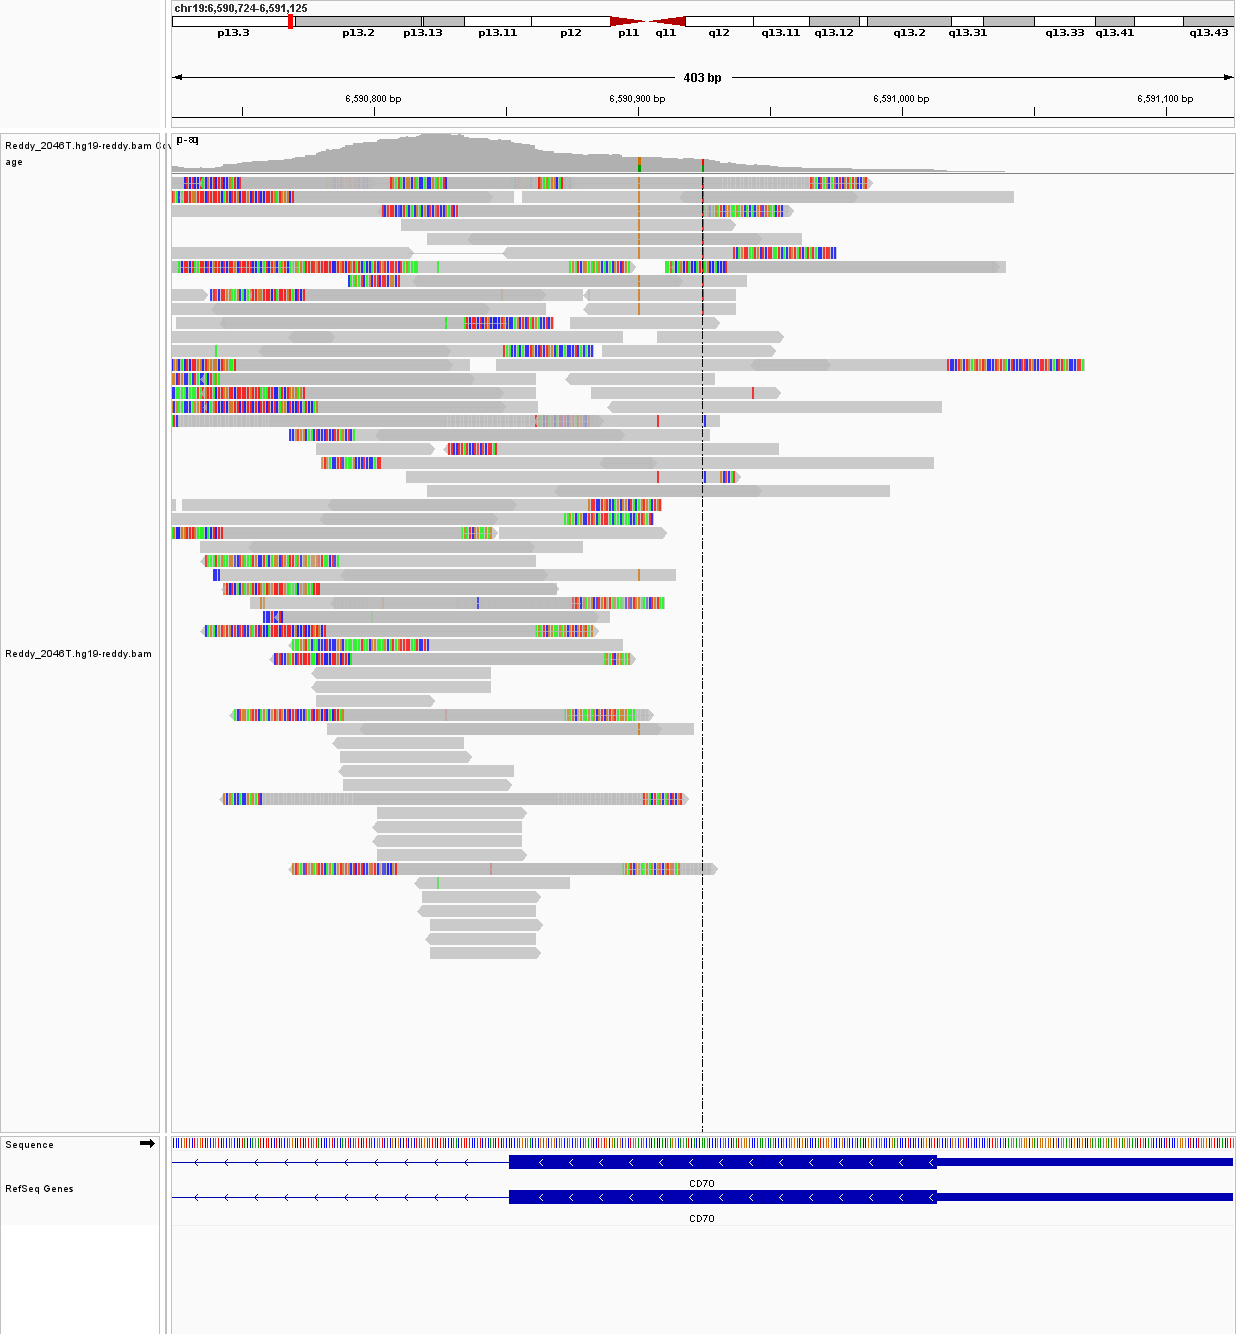 chr19:6,590,724-6,591,125
p13.3 p13.2 p13.13 p13.11 p12 p11 q11 q12 q13.11 q13.12 q13.2 q13.31 q13.33 q13.41 q13.43
403 bp
6,590,800 bp 6,590,900 bp 6,591,000 bp 6,591,100 bp
Reddy_2046T.hg19-reddy.bam Cov
age
Reddy_2046T.hg19-reddy.bam
Sequence
CD70
RefSeq Genes
CD70